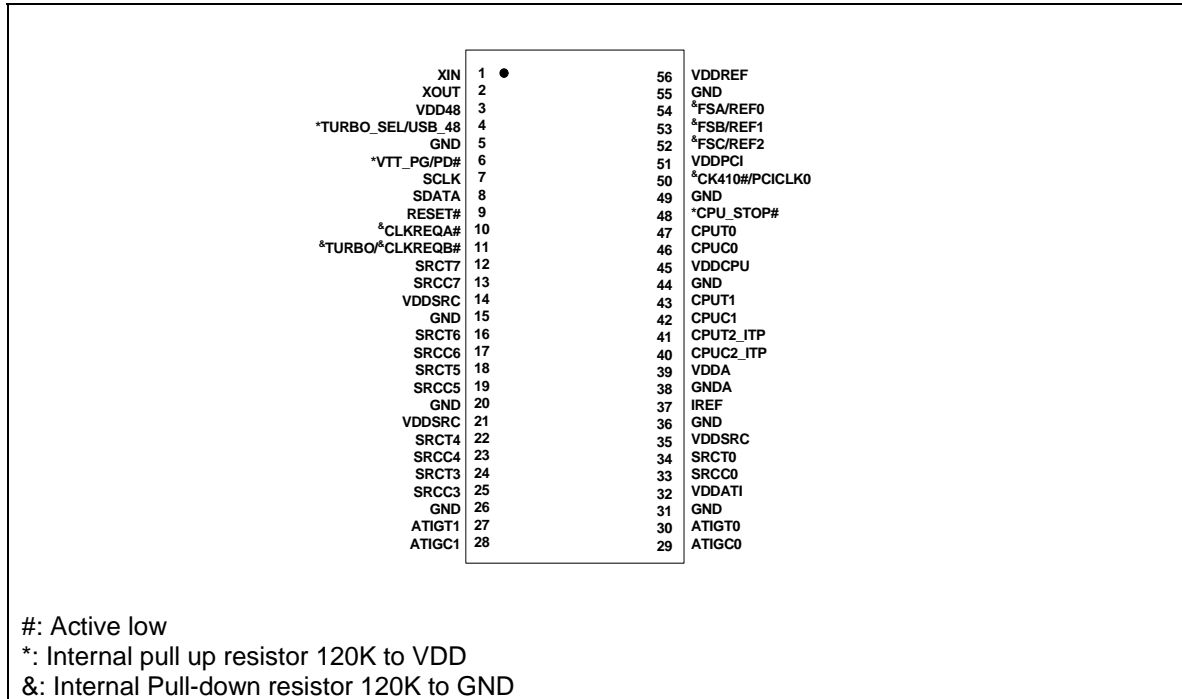 XIN 1 56 VDDREF
XOUT 2 55 GND
VDD48 3 54 &FSA/REF0
*TURBO_SEL/USB_48 4 53 &FSB/REF1
GND 5 52 &FSC/REF2
*VTT_PG/PD# 6 51 VDDPCI
SCLK 7 50 &CK410#/PCICLK0
SDATA 8 49 GND
RESET# 9 48 *CPU_STOP#
&CLKREQA# 10 47 CPUT0
&TURBO/&CLKREQB# 11 46 CPUC0
SRCT7 12 45 VDDCPU
SRCC7 13 44 GND
VDDSRC 14 43 CPUT1
GND 15 42 CPUC1
SRCT6 16 41 CPUT2_ITP
SRCC6 17 40 CPUC2_ITP
SRCT5 18 39 VDDA
SRCC5 19 38 GNDA
GND 20 37 IREF
VDDSRC 21 36 GND
SRCT4 22 35 VDDSRC
SRCC4 23 34 SRCT0
SRCT3 24 33 SRCC0
SRCC3 25 32 VDDATI
GND 26 31 GND
ATIGT1 27 30 ATIGT0
ATIGC1 28 29 ATIGC0
#: Active low
*: Internal pull up resistor 120K to VDD
&: Internal Pull-down resistor 120K to GND